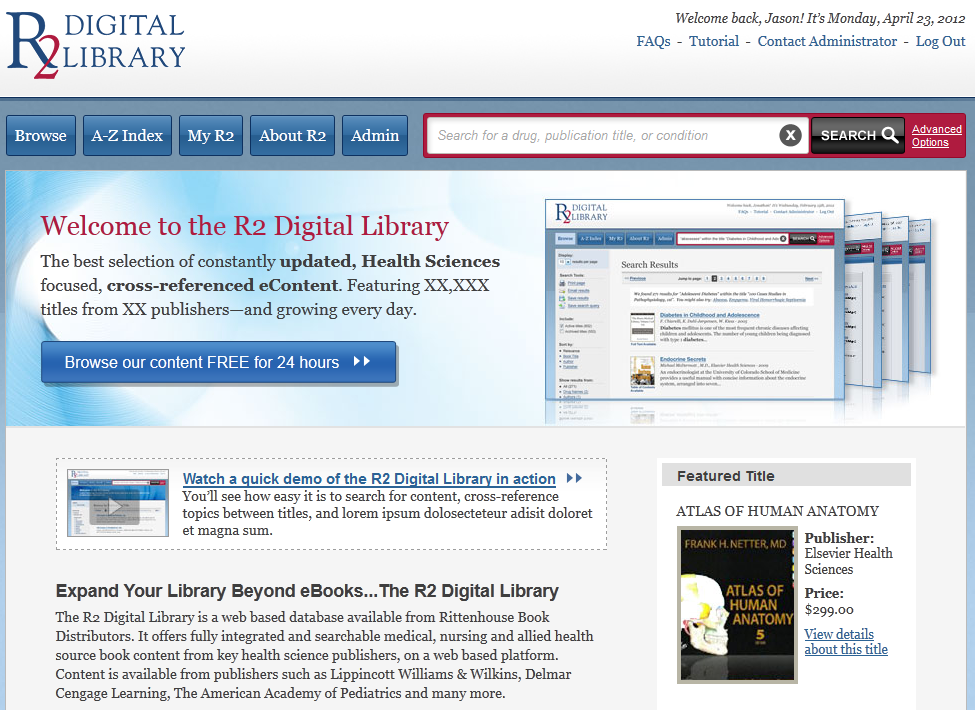 R2 DIGITAL LIBRARY
Welcome back, Jason! It's Monday, April 23, 2012
FAQs - Tutorial - Contact Administrator - Log Out
Browse
A-Z Index
My R2
About R2
Admin
Search for a drug, publication title, or condition
X
SEARCH
Advanced
Options
Welcome to the R2 Digital Library
The best selection of constantly updated, Health Sciences
focused, cross-referenced eContent. Featuring XX,XXX
titles from XX publishers—and growing every day.
Browse our content FREE for 24 hours
R2 DIGITAL LIBRARY
Browse
A-Z Index
My R2
About R2
Admin
SEARCH
Search Results
Diabetes in Childhood and Adolescence
Endocrine Secrets
Watch a quick demo of the R2 Digital Library in action
You'll see how easy it is to search for content, cross-reference
topics between titles, and lorem ipsum dolosecteteur adisit doloret
et magna sum.
Expand Your Library Beyond eBooks...The R2 Digital Library
The R2 Digital Library is a web based database available from Rittenhouse Book
Distributors. It offers fully integrated and searchable medical, nursing and allied health
source book content from key health science publishers, on a web based platform.
Content is available from publishers such as Lippincott Williams & Wilkins, Delmar
Cengage Learning, The American Academy of Pediatrics and many more.
Featured Title
ATLAS OF HUMAN ANATOMY
FRANK H. NETTER, MD
ATLAS OF
HUMAN
ANATOMY
5
Publisher:
Elsevier Health
Sciences
Price:
$299.00
View details
about this title